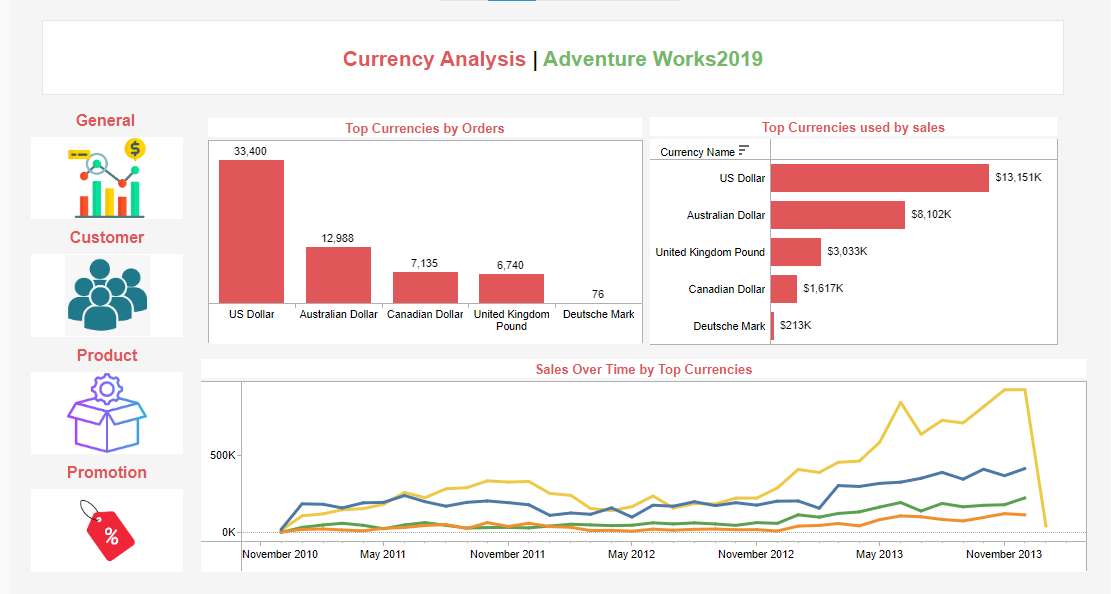 Currency Analysis | Adventure Works2019
General
$
Customer
Product
Promotion
%
Top Currencies by Orders
33,400
12,988
7,135
6,740
76
US Dollar
Australian Dollar
Canadian Dollar
United Kingdom
Pound
Deutsche Mark
Top Currencies used by sales
Currency Name
US Dollar
$13,151K
Australian Dollar
$8,102K
United Kingdom Pound
$3,033K
Canadian Dollar
$1,617K
Deutsche Mark
$213K
Sales Over Time by Top Currencies
500K
0K
November 2010
May 2011
November 2011
May 2012
November 2012
May 2013
November 2013